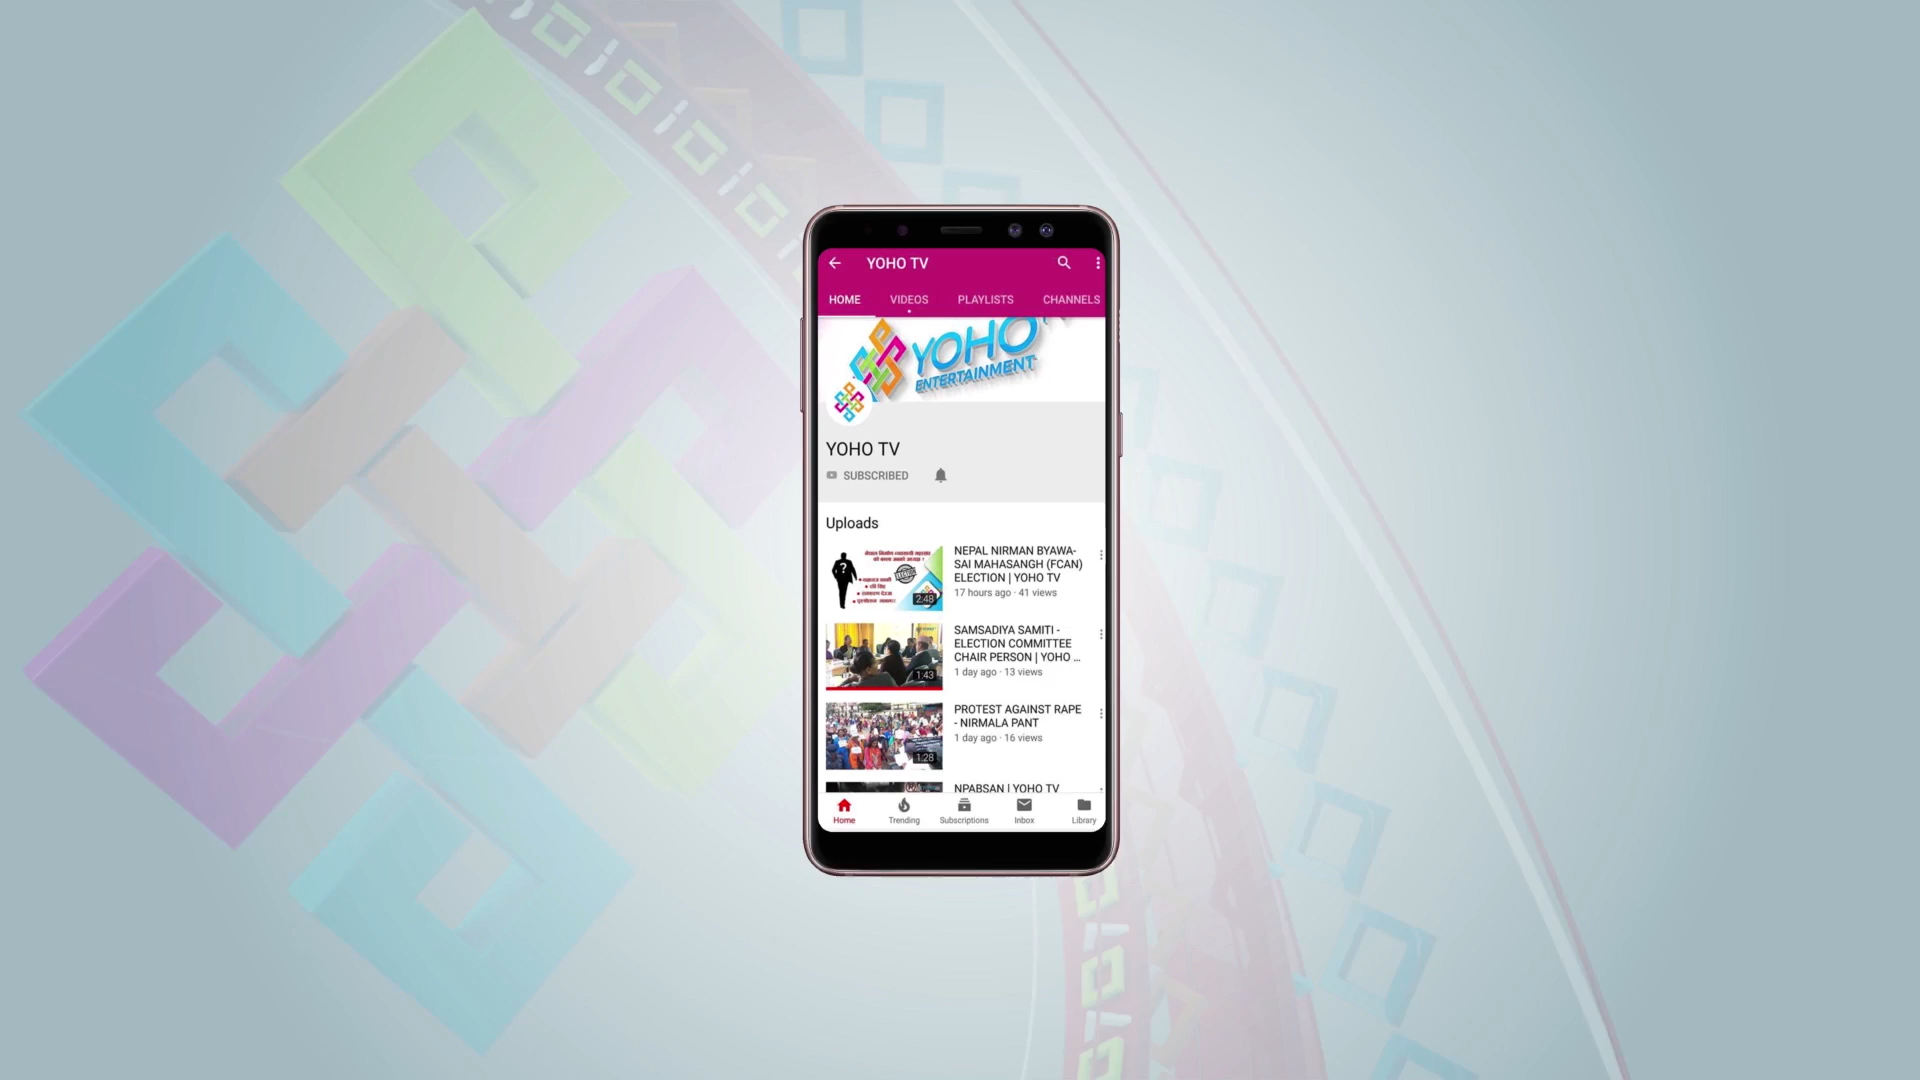 YOHO TV
HOME VIDEOS PLAYLISTS CHANNELS
YOHO
ENTERTAINMENT
YOHO TV
SUBSCRIBED
Uploads
?
2:48
NEPAL NIRMAN BYAWA-
SAI MAHASANGH (FCAN)
ELECTION | YOHO TV
17 hours ago · 41 views
1:43
SAMSADIYA SAMITI -
ELECTION COMMITTEE
CHAIR PERSON | YOHO ...
1 day ago · 13 views
1:28
PROTEST AGAINST RAPE
- NIRMALA PANT
1 day ago · 16 views
NPABSAN | YOHO TV
Home Trending Subscriptions Inbox Library